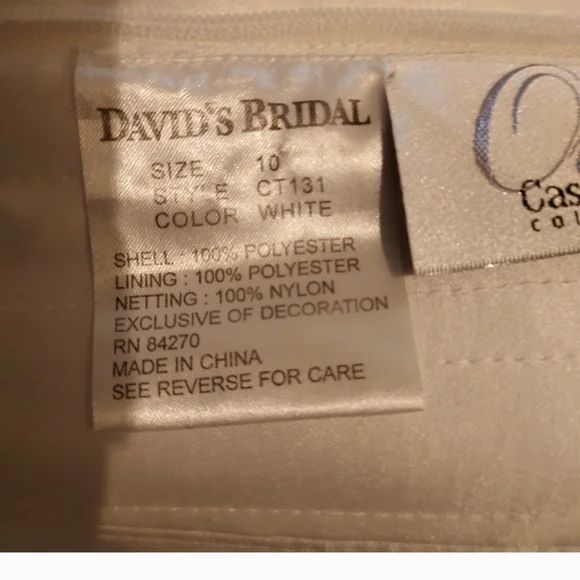 DAVID'S BRIDAL
SIZE 10
STYLE CT131
COLOR WHITE
SHELL : 100% POLYESTER
LINING : 100% POLYESTER
NETTING : 100% NYLON
EXCLUSIVE OF DECORATION
RN 84270
MADE IN CHINA
SEE REVERSE FOR CARE